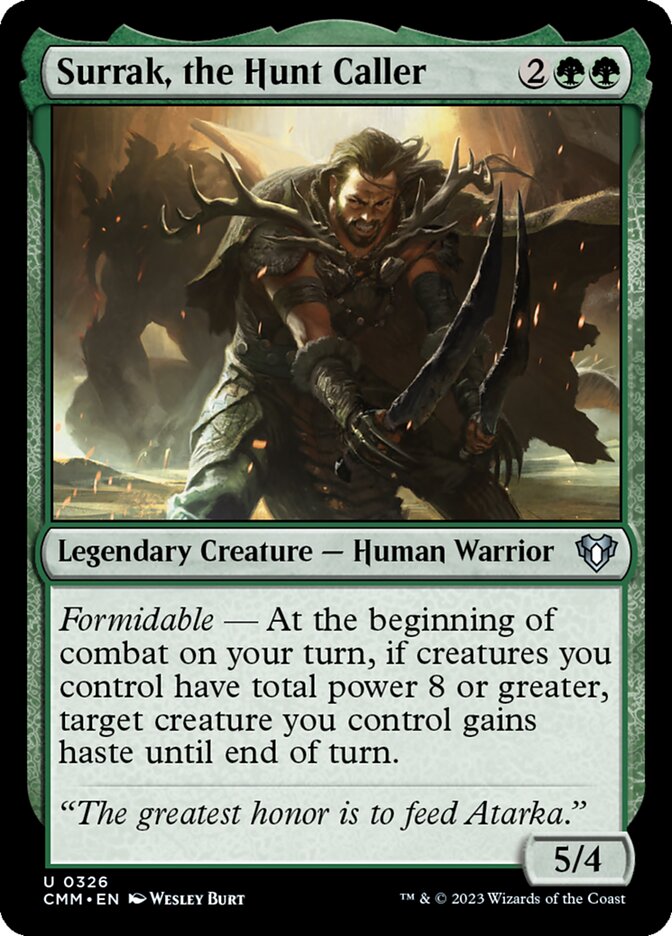 Surrak, the Hunt Caller 2
Legendary Creature — Human Warrior
Formidable — At the beginning of
combat on your turn, if creatures you
control have total power 8 or greater,
target creature you control gains
haste until end of turn.
“The greatest honor is to feed Atarka.”
5/4
U 0326
CMM • EN Wesley Burt
™ & © 2023 Wizards of the Coast